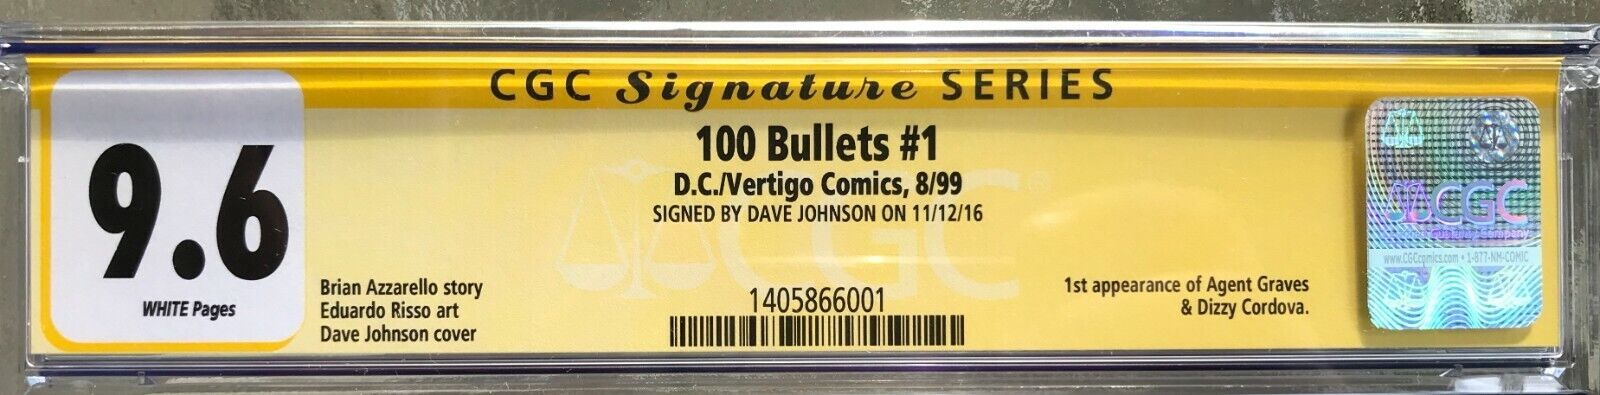 CGC Signature SERIES
9.6
WHITE Pages
100 Bullets #1
D.C./Vertigo Comics, 8/99
SIGNED BY DAVE JOHNSON ON 11/12/16
Brian Azzarello story
Eduardo Risso art
Dave Johnson cover
CGC
1405866001
1st appearance of Agent Graves
& Dizzy Cordova.
CGC
www.CGCcomics.com • 1-877-NM-COMIC